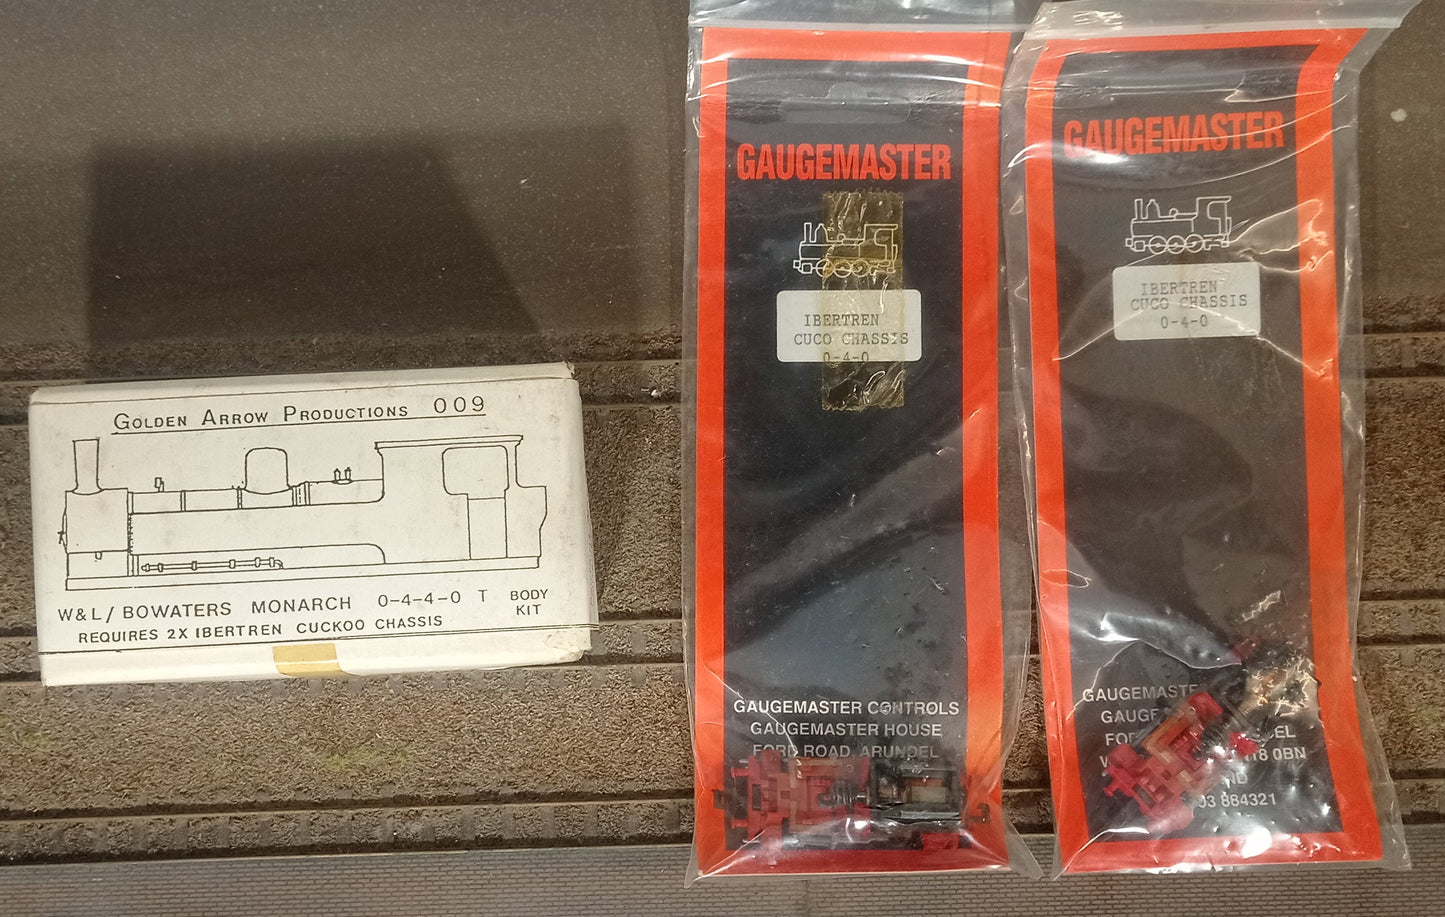 GOLDEN ARROW PRODUCTIONS 009
W&L/BOWATERS MONARCH 0-4-4-0 T BODY KIT
REQUIRES 2X IBERTREN CUCKOO CHASSIS
GAUGEMASTER
IBERTREN
CUCO CHASSIS
0-4-0
GAUGEMASTER CONTROLS
GAUGEMASTER HOUSE
FORD ROAD, ARUNDEL
GAUGEMASTER
IBERTREN
CUCO CHASSIS
0-4-0